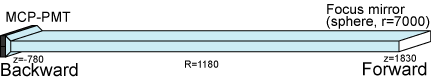 MCP-PMT
Focus mirror
(sphere, r=7000)
z=-780
z=1830
Backward
R=1180
Forward